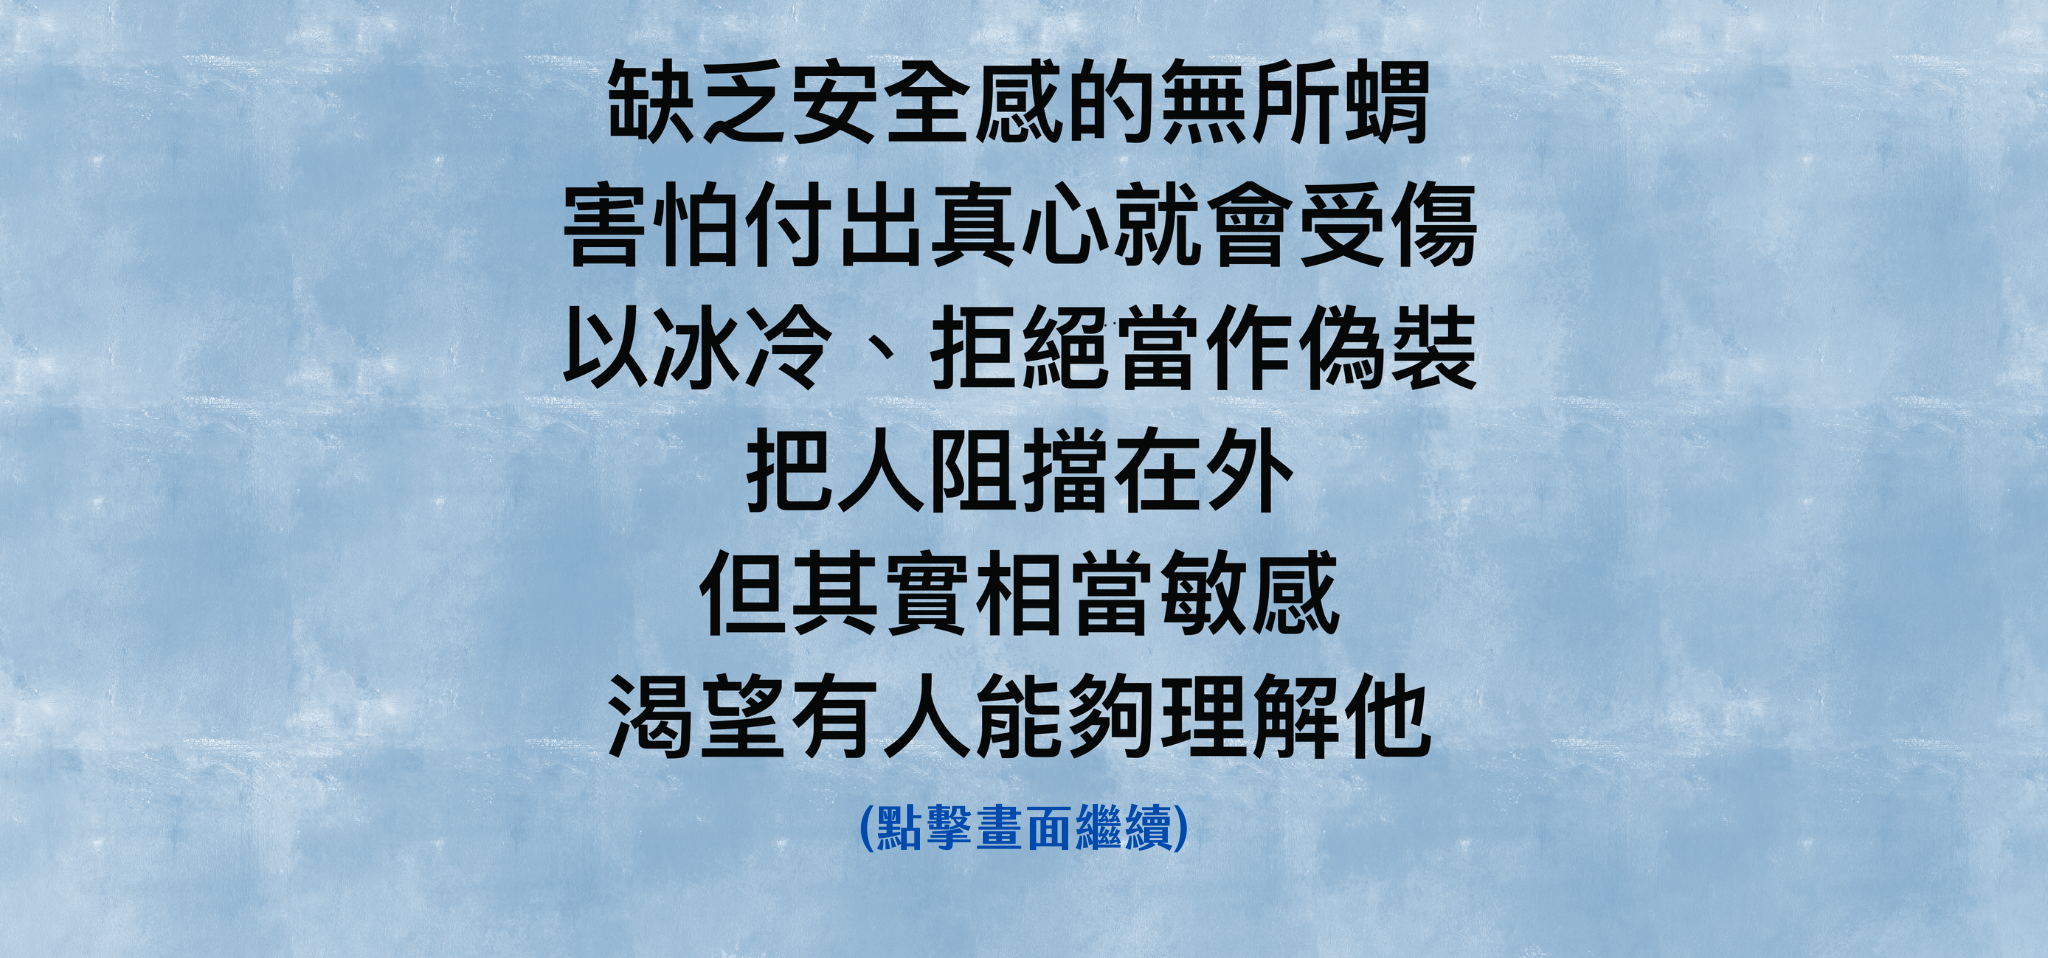 缺乏安全感的無所蝟
害怕付出真心就會受傷
以冰冷、拒絕當作偽裝
把人阻擋在外
但其實相當敏感
渴望有人能夠理解他
(點擊畫面繼續)